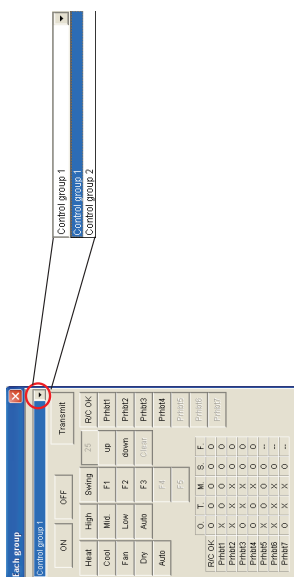 Each group
Control group 1
ON OFF Transmit
Heat High Swing 25 R/C OK
Cool Mid. F1 up Prhbt1
Fan Low F2 down Prhbt2
Dry Auto F3 Clear Prhbt3
Auto F4 Prhbt4
F5 Prhbt5
Prhbt6
Prhbt7
O. T. M. S. F.
R/C OK O O O O O
Prhbt1
Prhbt2
Prhbt3
Prhbt4
Prhbt5
Prhbt6
Prhbt7
Control group 1
Control group 1
Control group 2